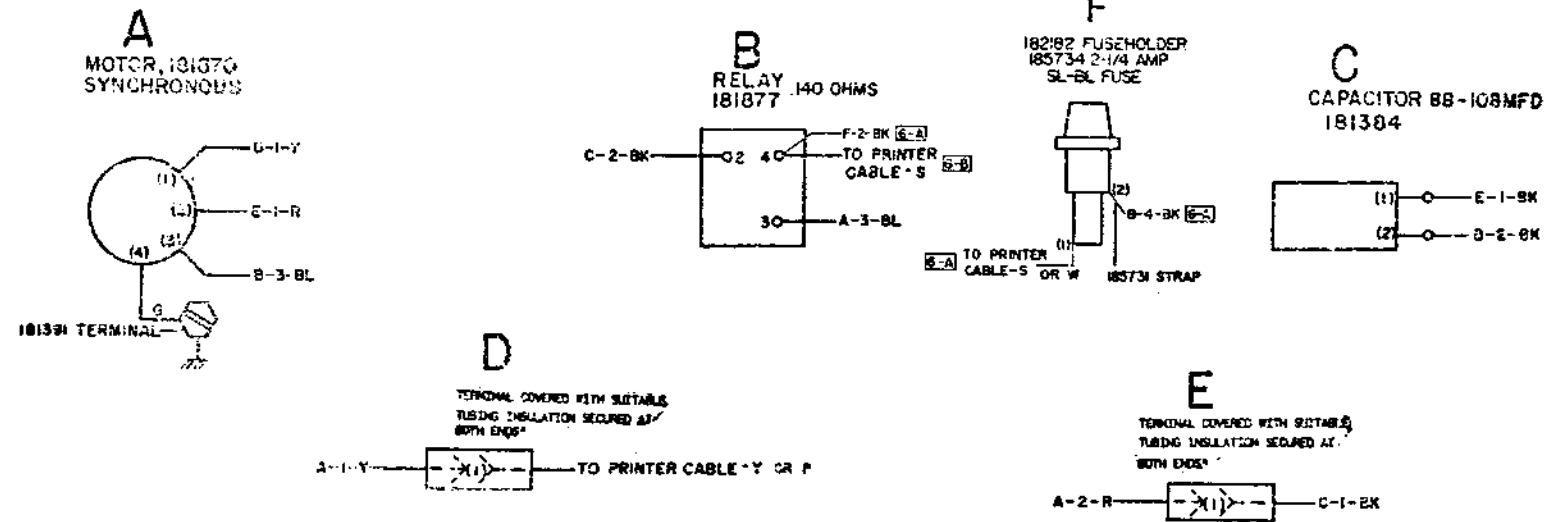 A
MOTOR,
SYNCHRONOUS
(1)
E-1-R
(3)
(4)
B-3-BL
G
181391 TERMINAL
B
RELAY .140 OHMS
181877
C-2-BK
2
4
F-2-BK 6-A
TO PRINTER
CABLE-S 6-B
3
A-3-BL
F
182182 FUSEHOLDER
185734 2-1/4 AMP
SL-BL FUSE
(2)
B-4-BK 6-A
(1)
6-A TO PRINTER
CABLE-S OR W
185731 STRAP
C
CAPACITOR 88-108MFD
181384
(1) E-1-BK
(2) B-2-BK
D
TERMINAL COVERED WITH SUITABLE
TUBING INSULATION SECURED AT
BOTH ENDS
A-1-Y
(1)
TO PRINTER CABLE-Y OR P
E
TERMINAL COVERED WITH SUITABLE
TUBING INSULATION SECURED AT
BOTH ENDS
A-2-R
(1)
C-1-BK